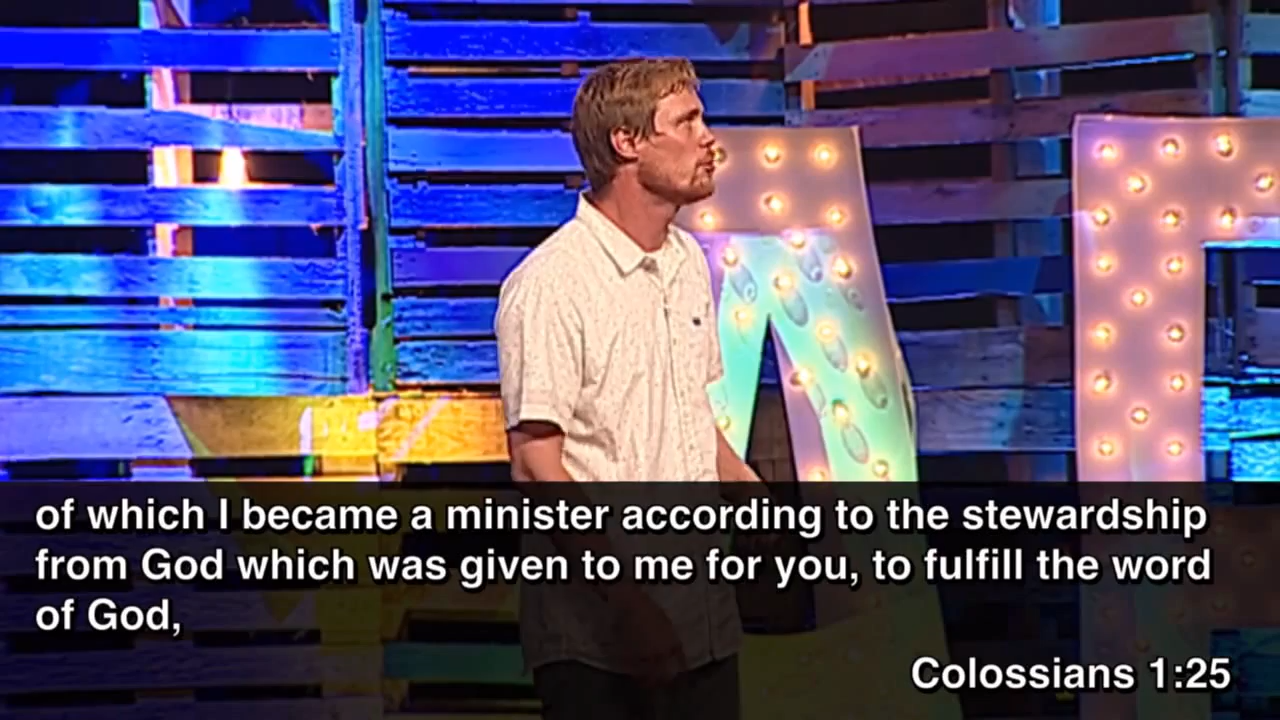 of which I became a minister according to the stewardship
from God which was given to me for you, to fulfill the word
of God,
Colossians 1:25